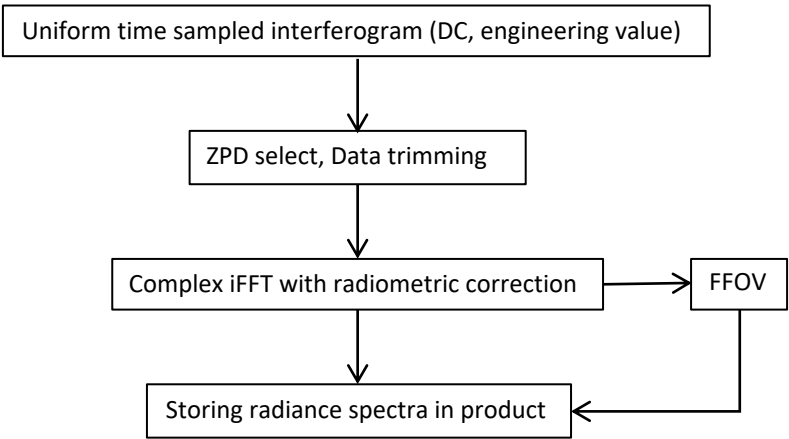 Uniform time sampled interferogram (DC, engineering value)
ZPD select, Data trimming
Complex iFFT with radiometric correction
FFOV
Storing radiance spectra in product